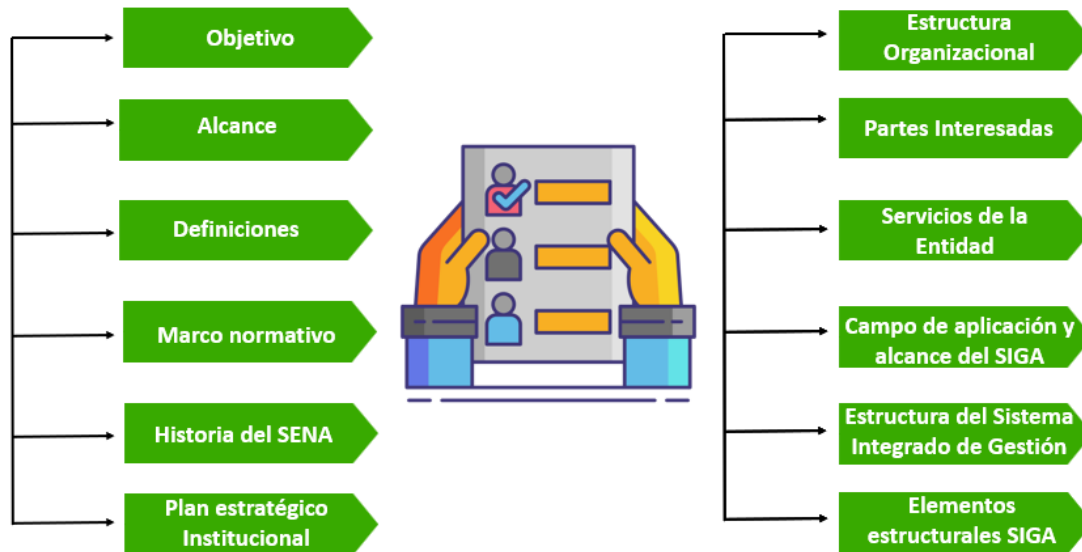 Objetivo
Alcance
Definiciones
Marco normativo
Historia del SENA
Plan estratégico
Institucional
Estructura
Organizacional
Partes Interesadas
Servicios de la
Entidad
Campo de aplicación y
alcance del SIGA
Estructura del Sistema
Integrado de Gestión
Elementos
estructurales SIGA